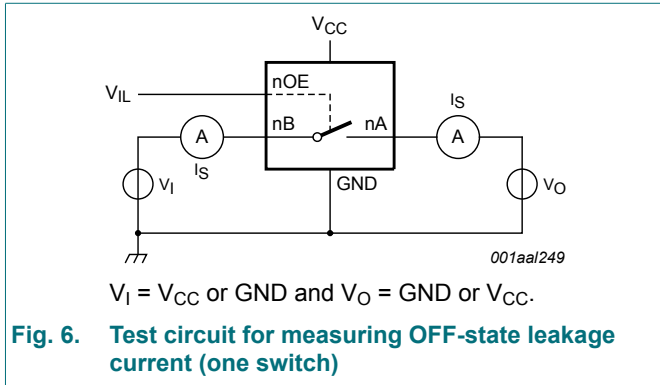 VCC
nOE
VIL
nB
nA
IS
A
A
IS
VI
GND
VO
001aal249
VI = VCC or GND and VO = GND or VCC.
Fig. 6. Test circuit for measuring OFF-state leakage
current (one switch)